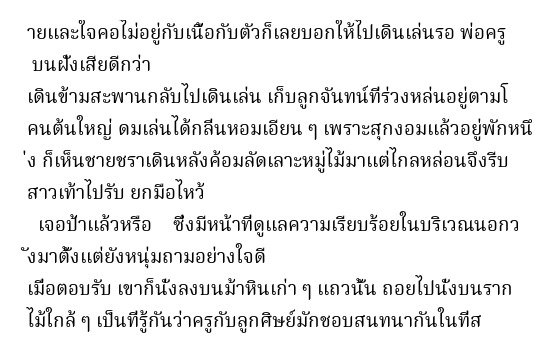 ายและใจคอไม่อยู่กับเนื้อกับตัวก็เลยบอกให้ไปเดินเล่นรอ พ่อครู
บนฝั่งเสียดีกว่า
เดินข้ามสะพานกลับไปเดินเล่น เก็บลูกจันทน์ที่ร่วงหล่นอยู่ตามโ
คนต้นใหญ่ ดมเล่นได้กลิ่นหอมเอียน ๆ เพราะสุกงอมแล้วอยู่พักหนึ
่ง ก็เห็นชายชราเดินหลังค้อมลัดเลาะหมู่ไม้มาแต่ไกลหล่อนจึงรีบ
สาวเท้าไปรับ ยกมือไหว้
เจอป้าแล้วหรือ ซึ่งมีหน้าที่ดูแลความเรียบร้อยในบริเวณนอกว
ังมาตั้งแต่ยังหนุ่มถามอย่างใจดี
เมื่อตอบรับ เขาก็นั่งลงบนม้าหินเก่า ๆ แถวนั้น ถอยไปนั่งบนราก
ไม้ใกล้ ๆ เป็นที่รู้กันว่าครูกับลูกศิษย์มักชอบสนทนากันในที่ส